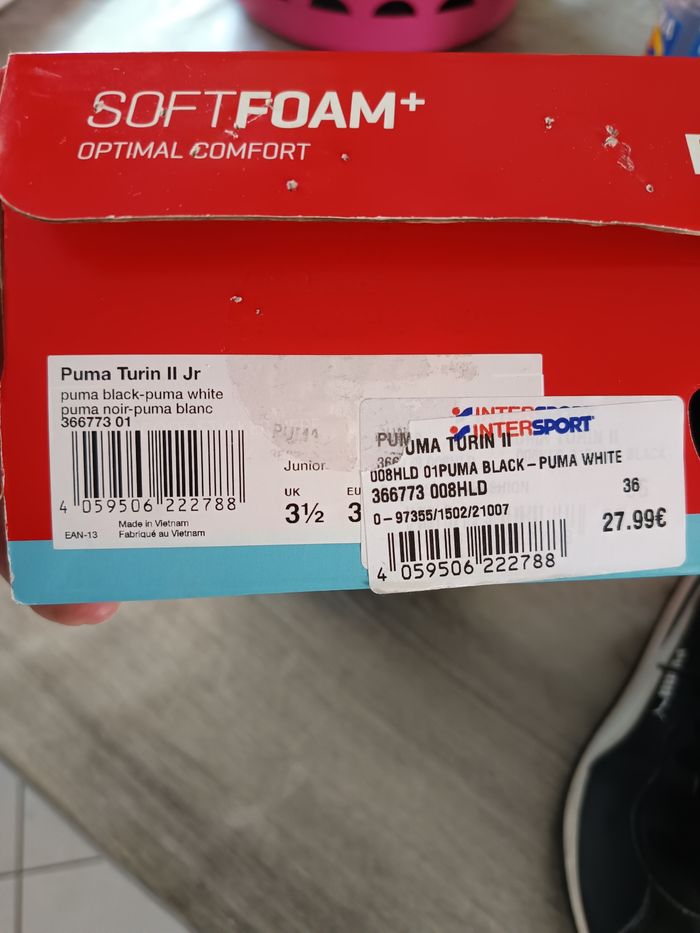 SOFTFOAM+
OPTIMAL COMFORT
Puma Turin II Jr
puma black-puma white
puma noir-puma blanc
366773 01
Junior
UK
EU
3½
3
4 059506 222788
Made in Vietnam
EAN-13
Fabriqué au Vietnam
INTERSPORT
INTERSPORT
PUMA TURIN II
008HLD 01PUMA BLACK-PUMA WHITE
366773 008HLD
36
0-97355/1502/21007
27.99€
4 059506 222788